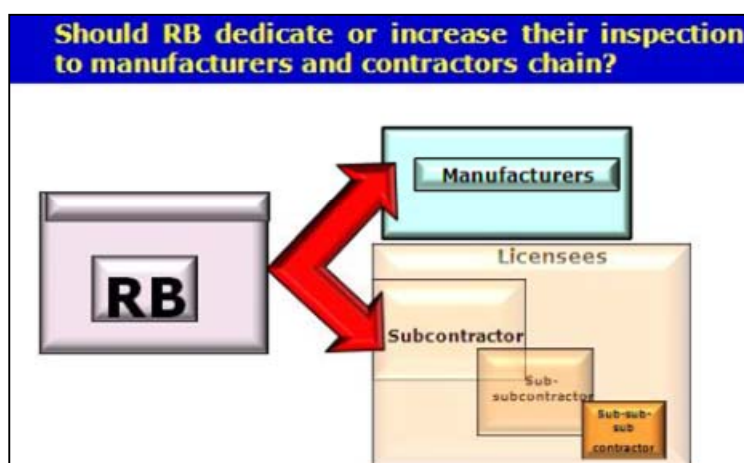 Should RB dedicate or increase their inspection
to manufacturers and contractors chain?
Manufacturers
RB
Licensees
Subcontractor
Sub-
subcontractor
Sub-sub-
sub
contractor